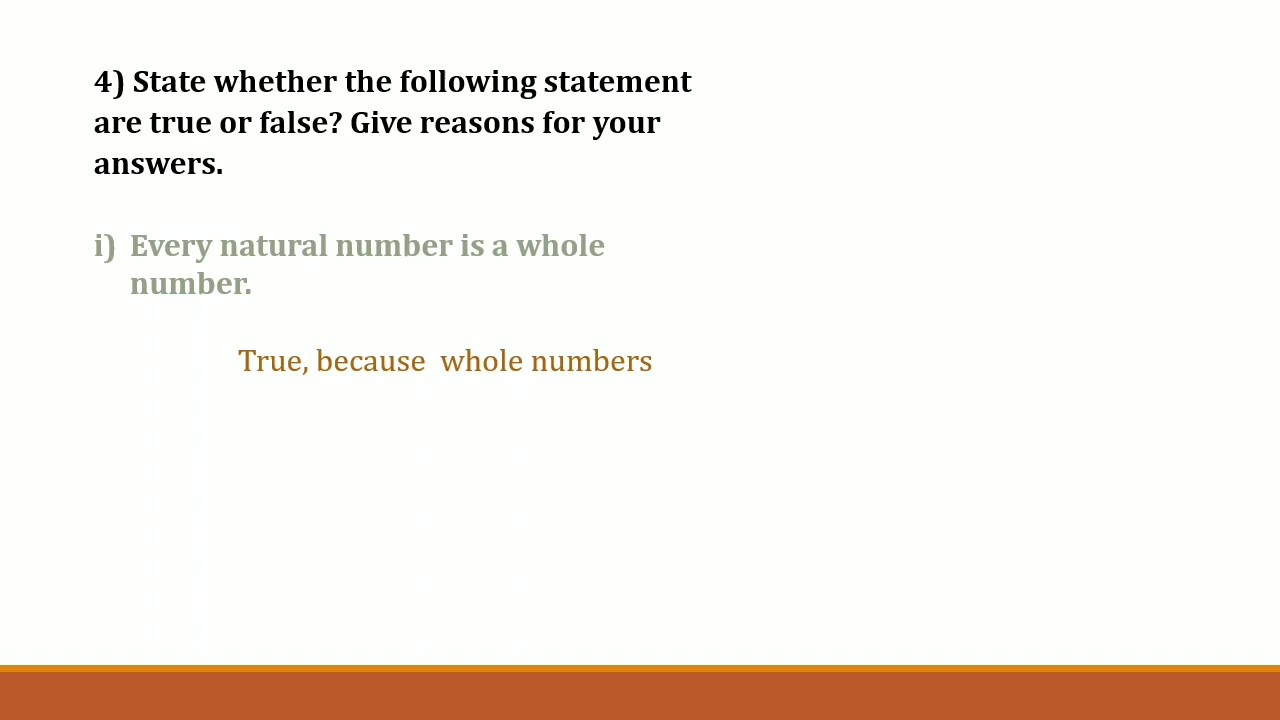 4) State whether the following statement
are true or false? Give reasons for your
answers.
i) Every natural number is a whole
number.
True, because  whole numbers